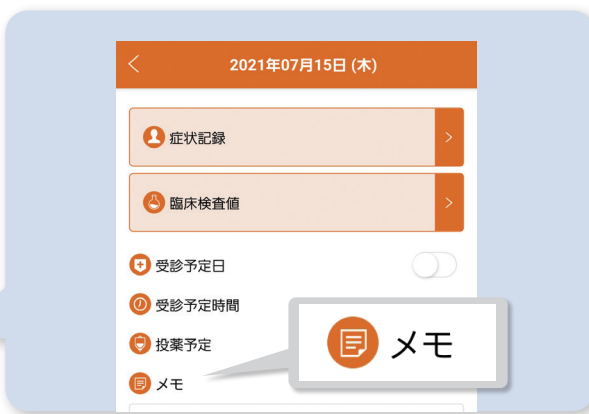 2021年07月15日 (木)
症状記録
臨床検査値
受診予定日
受診予定時間
投薬予定
メモ
メモ